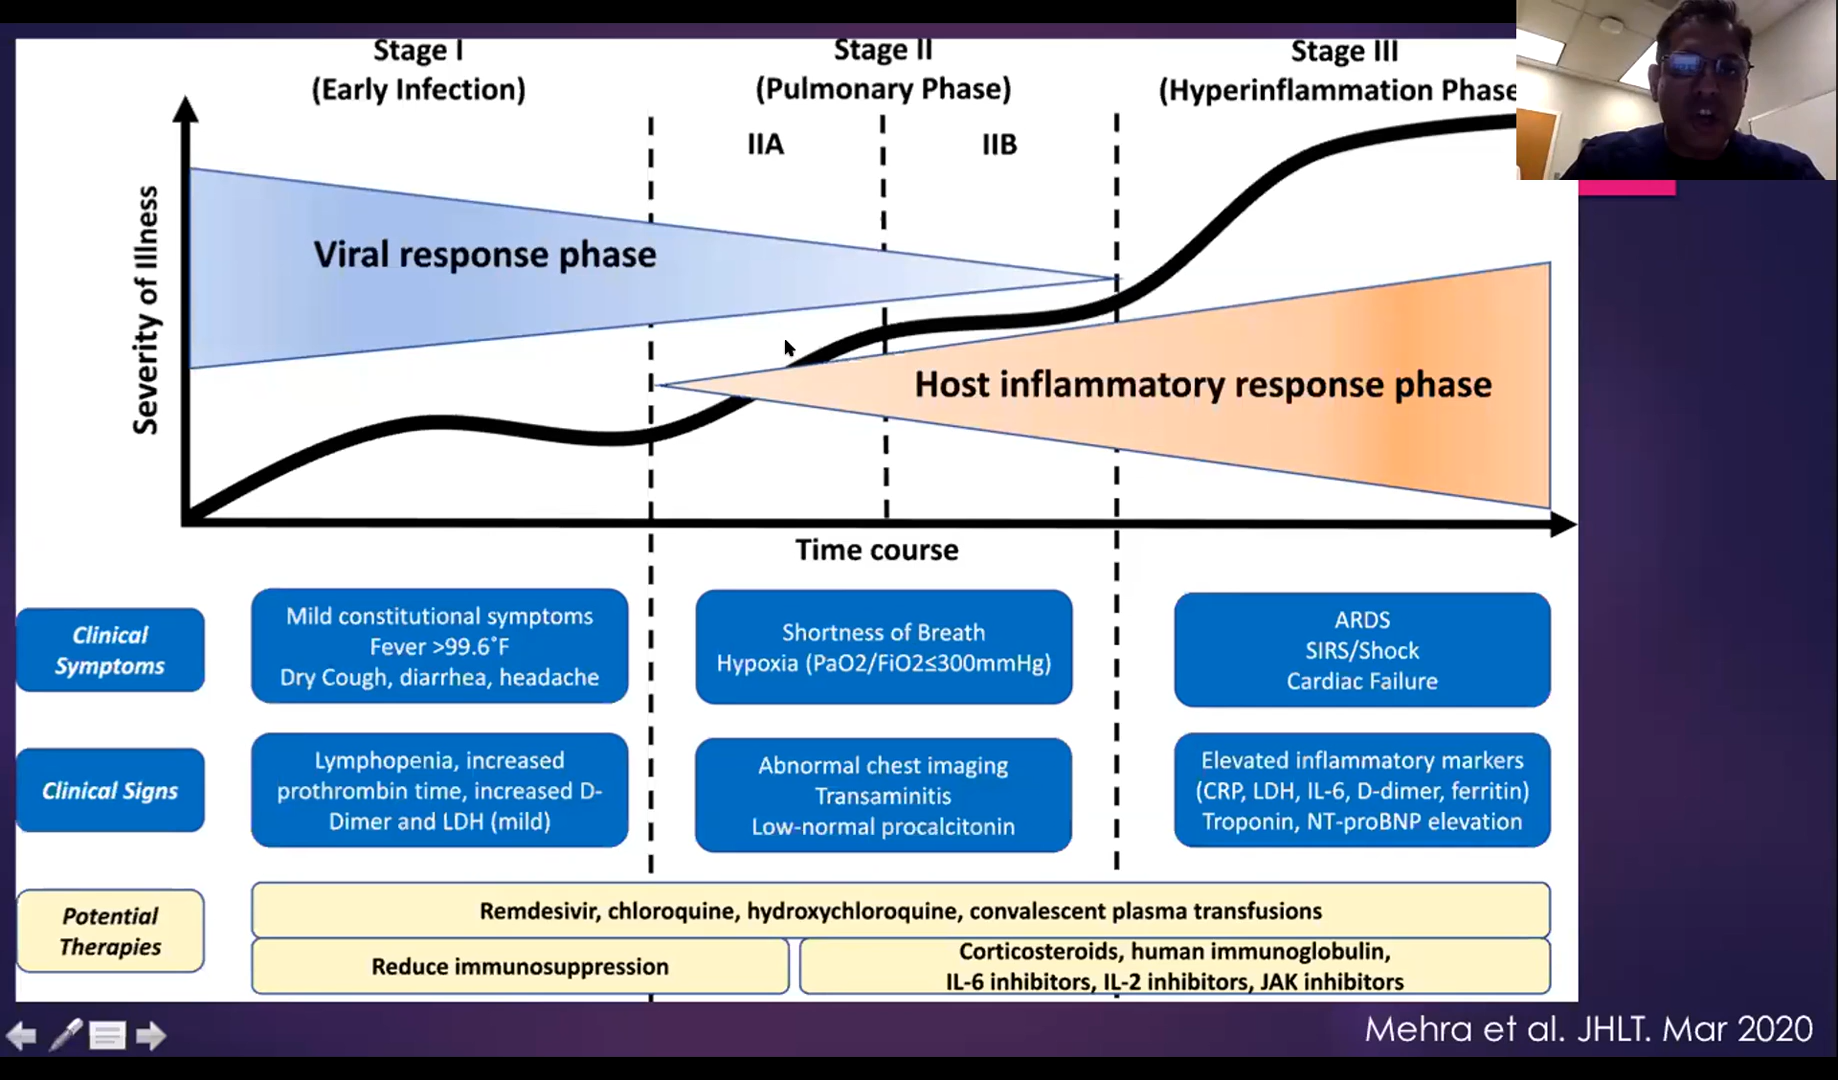 Stage I
(Early Infection)
Stage II
(Pulmonary Phase)
Stage III
(Hyperinflammation Phase
IIA
IIB
Severity of Illness
Viral response phase
Host inflammatory response phase
Time course
Clinical
Symptoms
Mild constitutional symptoms
Fever >99.6°F
Dry Cough, diarrhea, headache
Shortness of Breath
Hypoxia (PaO2/FiO2≤300mmHg)
ARDS
SIRS/Shock
Cardiac Failure
Clinical Signs
Lymphopenia, increased
prothrombin time, increased D-
Dimer and LDH (mild)
Abnormal chest imaging
Transaminitis
Low-normal procalcitonin
Elevated inflammatory markers
(CRP, LDH, IL-6, D-dimer, ferritin)
Troponin, NT-proBNP elevation
Potential
Therapies
Remdesivir, chloroquine, hydroxychloroquine, convalescent plasma transfusions
Reduce immunosuppression
Corticosteroids, human immunoglobulin,
IL-6 inhibitors, IL-2 inhibitors, JAK inhibitors
Mehra et al. JHLT. Mar 2020